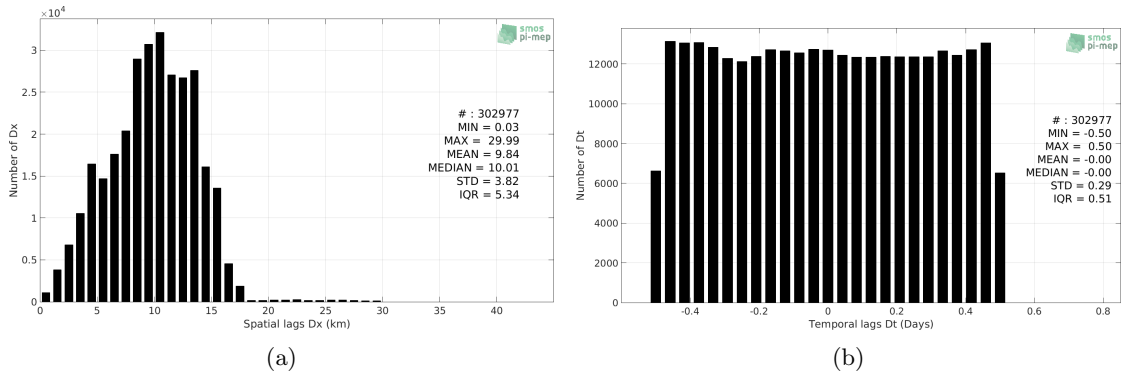 ×10⁴
3
2.5
2
1.5
1
0.5
0
Number of Dx
smos
pi-mep
# : 302977
MIN = 0.03
MAX = 29.99
MEAN = 9.84
MEDIAN = 10.01
STD = 3.82
IQR = 5.34
0 5 10 15 20 25 30 35 40
Spatial lags Dx (km)
(a)
12000
10000
8000
6000
4000
2000
0
Number of Dt
smos
pi-mep
# : 302977
MIN = -0.50
MAX = 0.50
MEAN = -0.00
MEDIAN = -0.00
STD = 0.29
IQR = 0.51
-0.4 -0.2 0 0.2 0.4 0.6 0.8
Temporal lags Dt (Days)
(b)